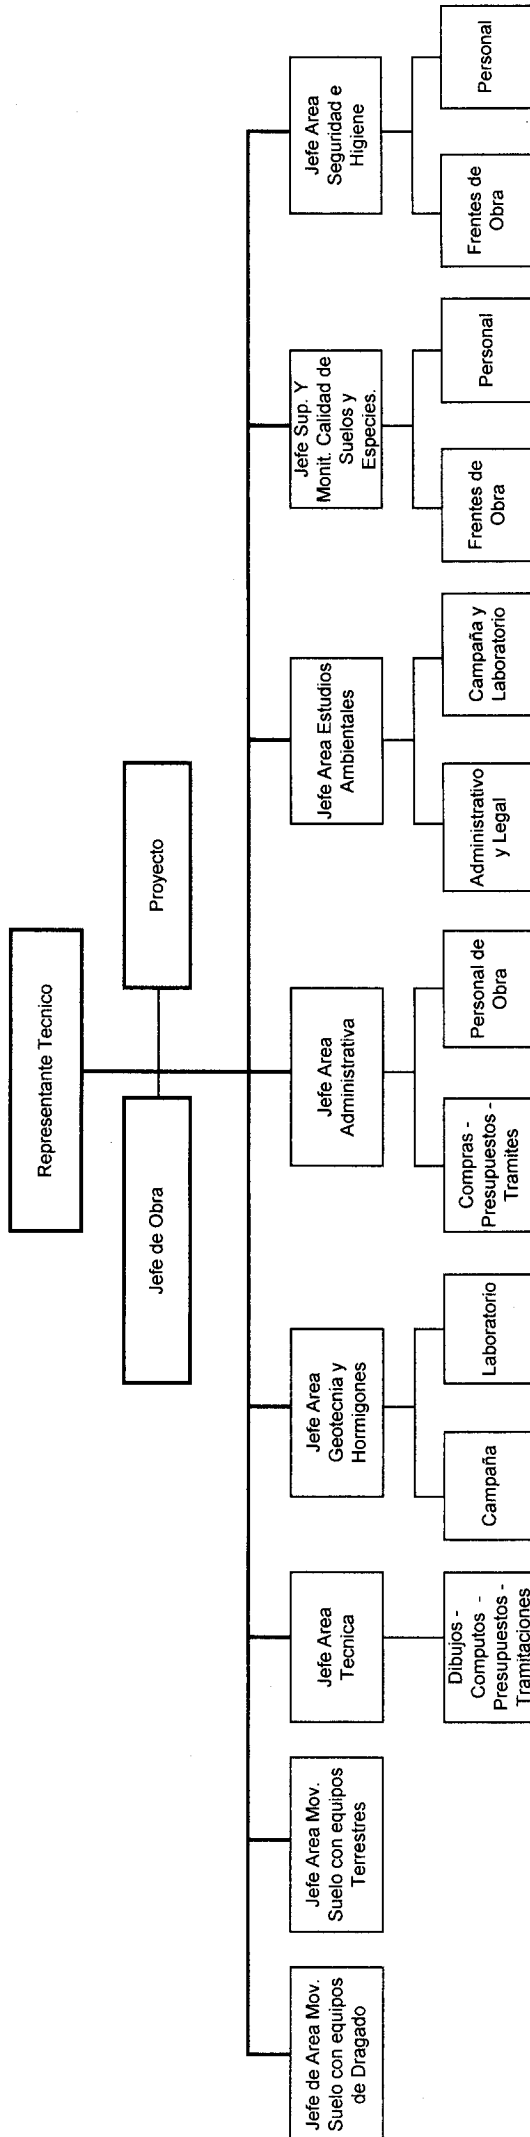 Representante Tecnico
Jefe de Obra
Proyecto
Jefe de Area Mov.
Suelo con equipos
de Dragado
Jefe Area Mov.
Suelo con equipos
Terrestres
Jefe Area
Tecnica
Jefe Area
Geotecnia y
Hormigones
Jefe Area
Administrativa
Jefe Area Estudios
Ambientales
Jefe Sup. Y
Monit. Calidad de
Suelos y
Especies.
Jefe Area
Seguridad e
Higiene
Dibujos -
Computos -
Presupuestos -
Tramitaciones
Campaña
Laboratorio
Compras -
Presupuestos -
Tramites
Personal de
Obra
Administrativo
y Legal
Campaña y
Laboratorio
Frentes de
Obra
Personal
Frentes de
Obra
Personal